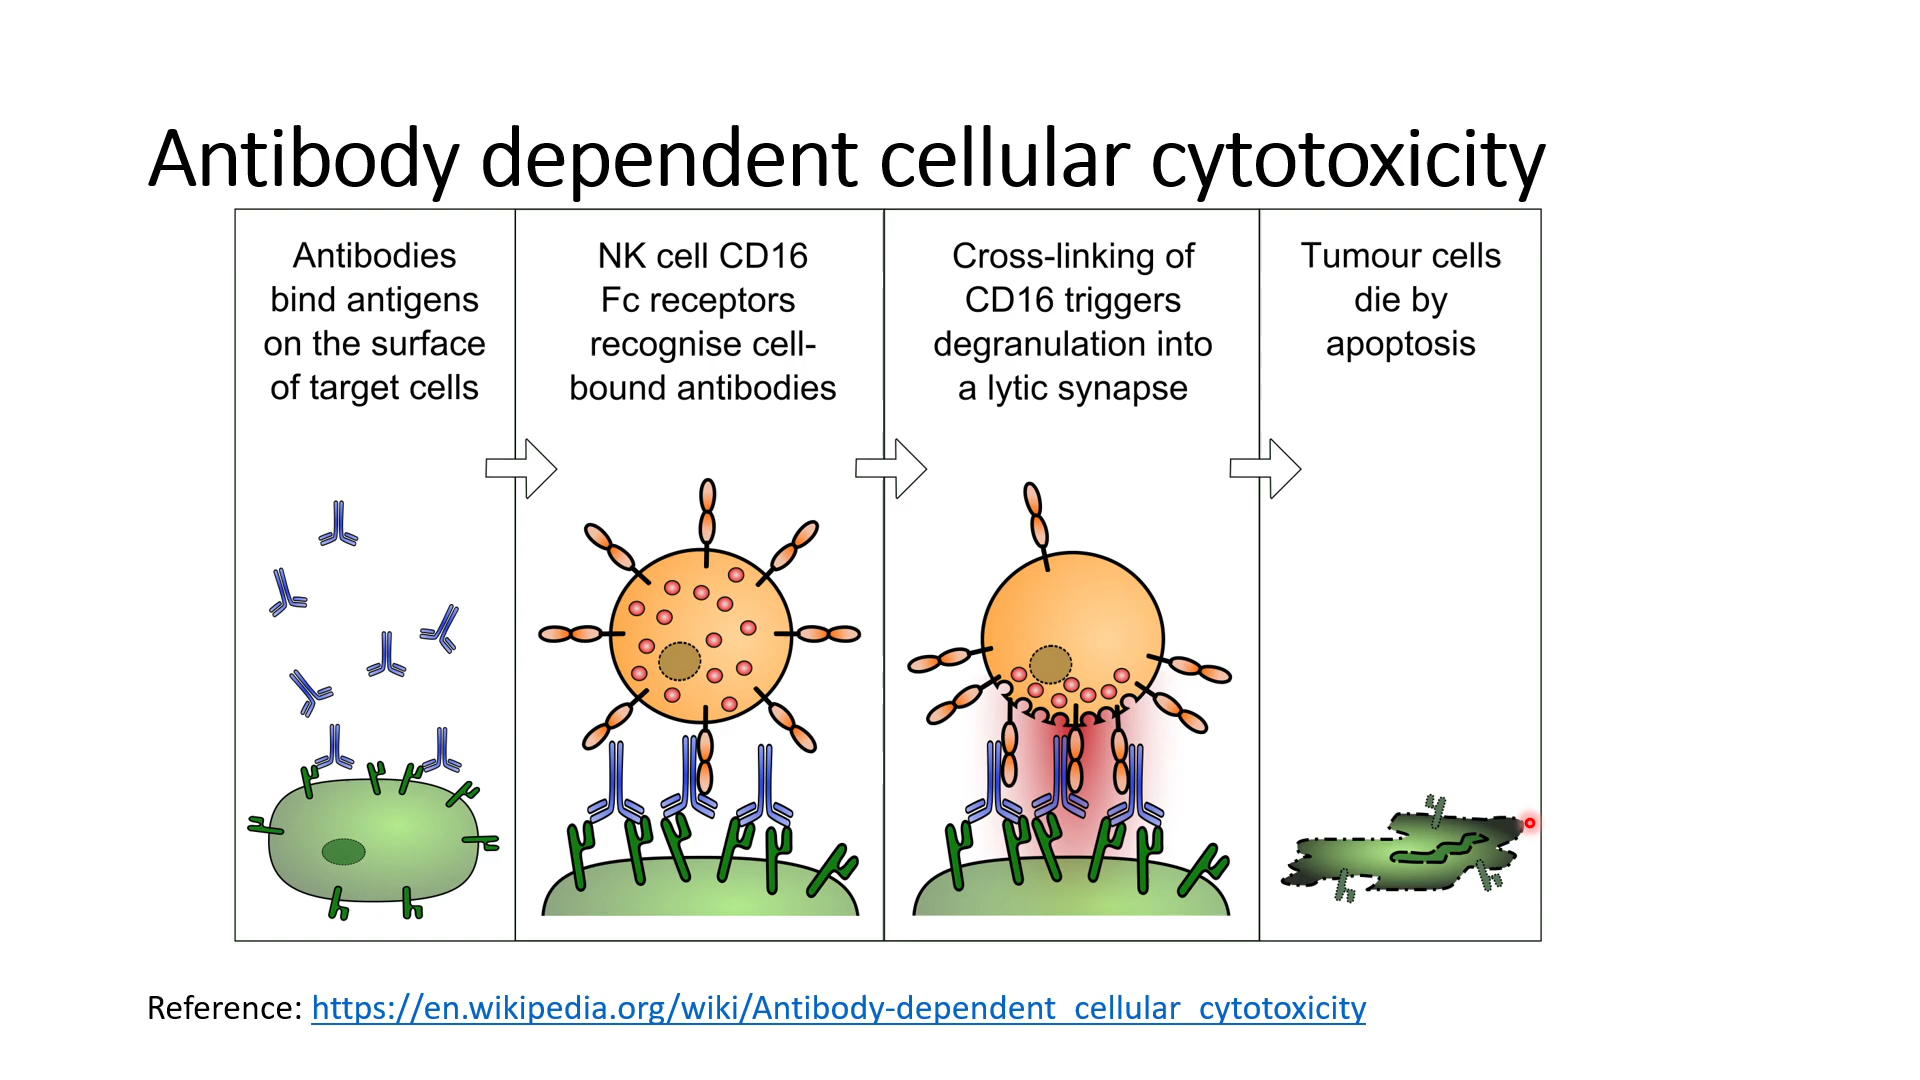 Antibody dependent cellular cytotoxicity
Antibodies
bind antigens
on the surface
of target cells
NK cell CD16
Fc receptors
recognise cell-
bound antibodies
Cross-linking of
CD16 triggers
degranulation into
a lytic synapse
Tumour cells
die by
apoptosis
Reference: https://en.wikipedia.org/wiki/Antibody-dependent_cellular_cytotoxicity